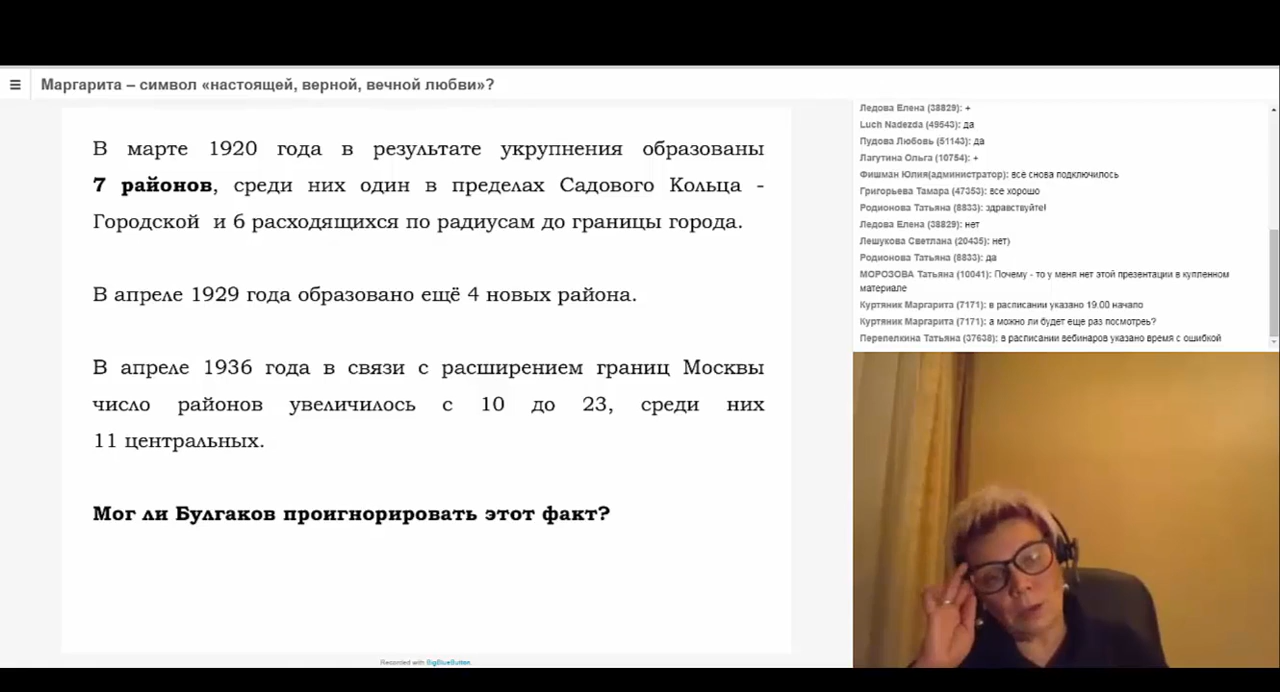 Маргарита – символ «настоящей, верной, вечной любви»?
В марте 1920 года в результате укрупнения образованы
7 районов, среди них один в пределах Садового Кольца -
Городской и 6 расходящихся по радиусам до границы города.
В апреле 1929 года образовано ещё 4 новых района.
В апреле 1936 года в связи с расширением границ Москвы
число районов увеличилось с 10 до 23, среди них
11 центральных.
Мог ли Булгаков проигнорировать этот факт?
Recorded with BigBlueButton.
Ледова Елена (38829): +
Luch Nadezda (49543): да
Пудова Любовь (51143): да
Лагутина Ольга (10754): +
Фишман Юлия(администратор): всё снова подключилось
Григорьева Тамара (47353): все хорошо
Родионова Татьяна (8833): здравствуйте!
Ледова Елена (38829): нет
Лешукова Светлана (20435): нет)
Родионова Татьяна (8833): да
МОРОЗОВА Татьяна (10041): Почему - то у меня нет этой презентации в купленном
материале
Куртяник Маргарита (7171): в расписании указано 19.00 начало
Куртяник Маргарита (7171): а можно ли будет еще раз посмотреь?
Перепелкина Татьяна (37638): в расписании вебинаров указано время с ошибкой